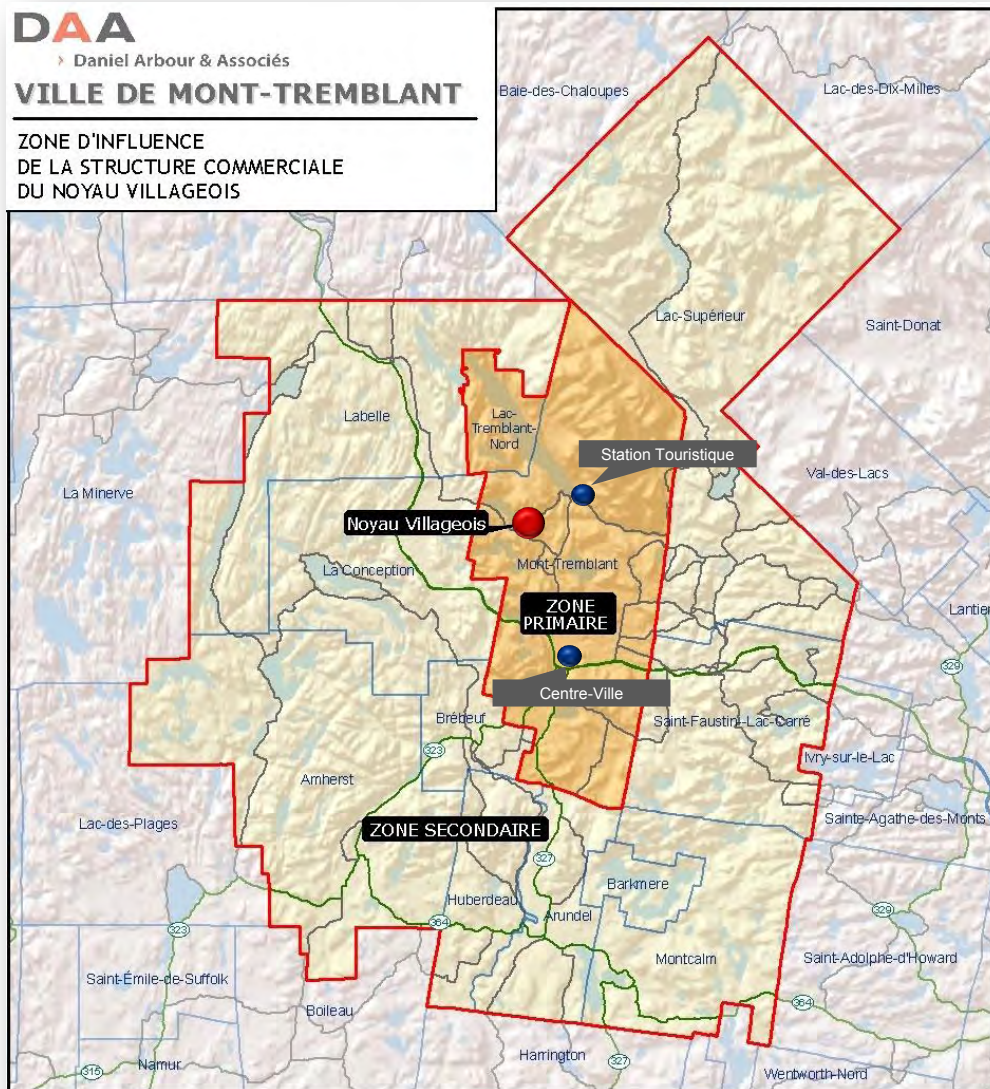 DAA
› Daniel Arbour & Associés
VILLE DE MONT-TREMBLANT
ZONE D'INFLUENCE
DE LA STRUCTURE COMMERCIALE
DU NOYAU VILLAGEOIS
Baie-des-Chaloupes
Lac-des-Dix-Milles
Lac-Supérieur
Saint-Donat
Labelle
Lac-
Tremblant-
Nord
Station Touristique
Val-des-Lacs
La Minerve
Noyau Villageois
La Conception
Mont-Tremblant
ZONE
PRIMAIRE
Lantier
329
Centre-Ville
Brébeuf
Saint-Faustin-Lac-Carré
323
Ivry-sur-le-Lac
Amherst
Lac-des-Plages
ZONE SECONDAIRE
Sainte-Agathe-des-Monts
327
Barkmere
Huberdeau
Arundel
364
329
323
Montcalm
Saint-Adolphe-d'Howard
Saint-Émile-de-Suffolk
Boileau
364
Harrington
327
Namur
315
Wentworth-Nord